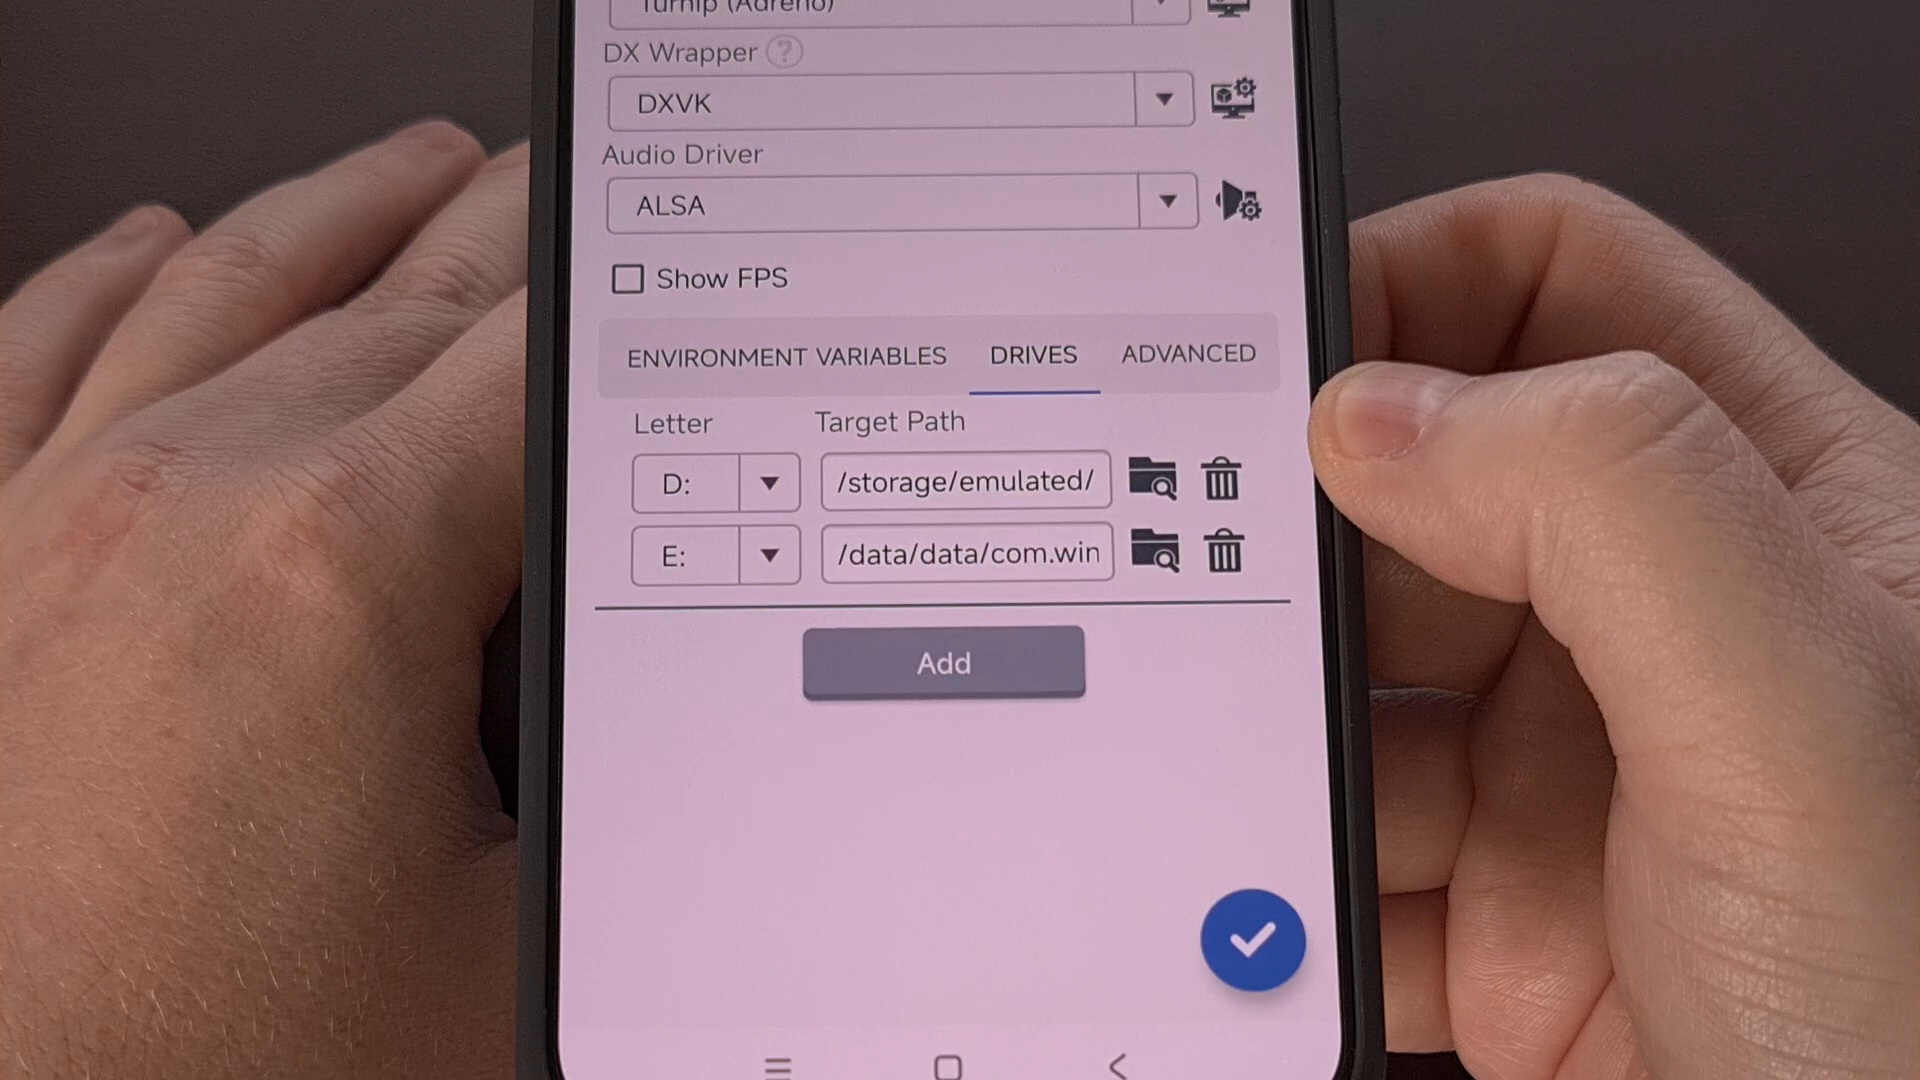 Turnip (Adreno)
DX Wrapper ?
DXVK
Audio Driver
ALSA
Show FPS
ENVIRONMENT VARIABLES DRIVES ADVANCED
Letter Target Path
D: /storage/emulated/
E: /data/data/com.win
Add